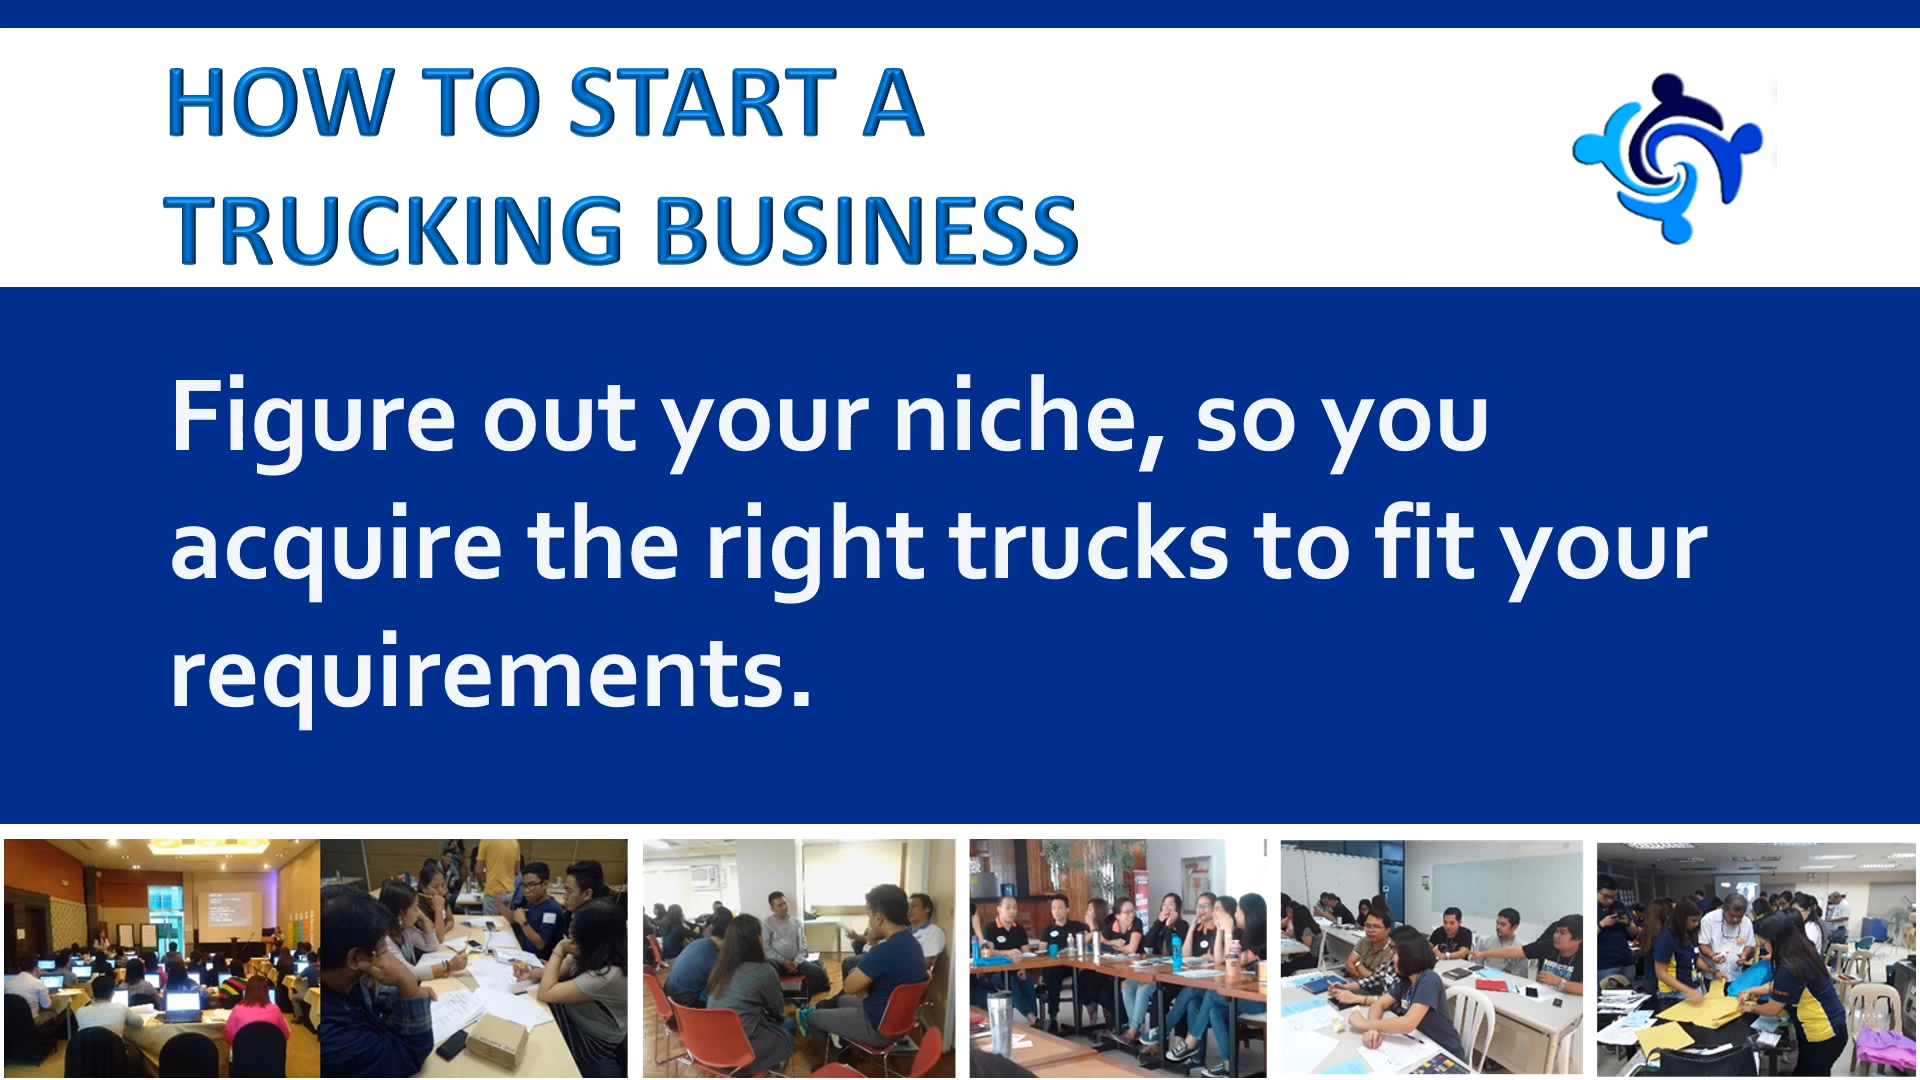 HOW TO START A
TRUCKING BUSINESS
Figure out your niche, so you
acquire the right trucks to fit your
requirements.